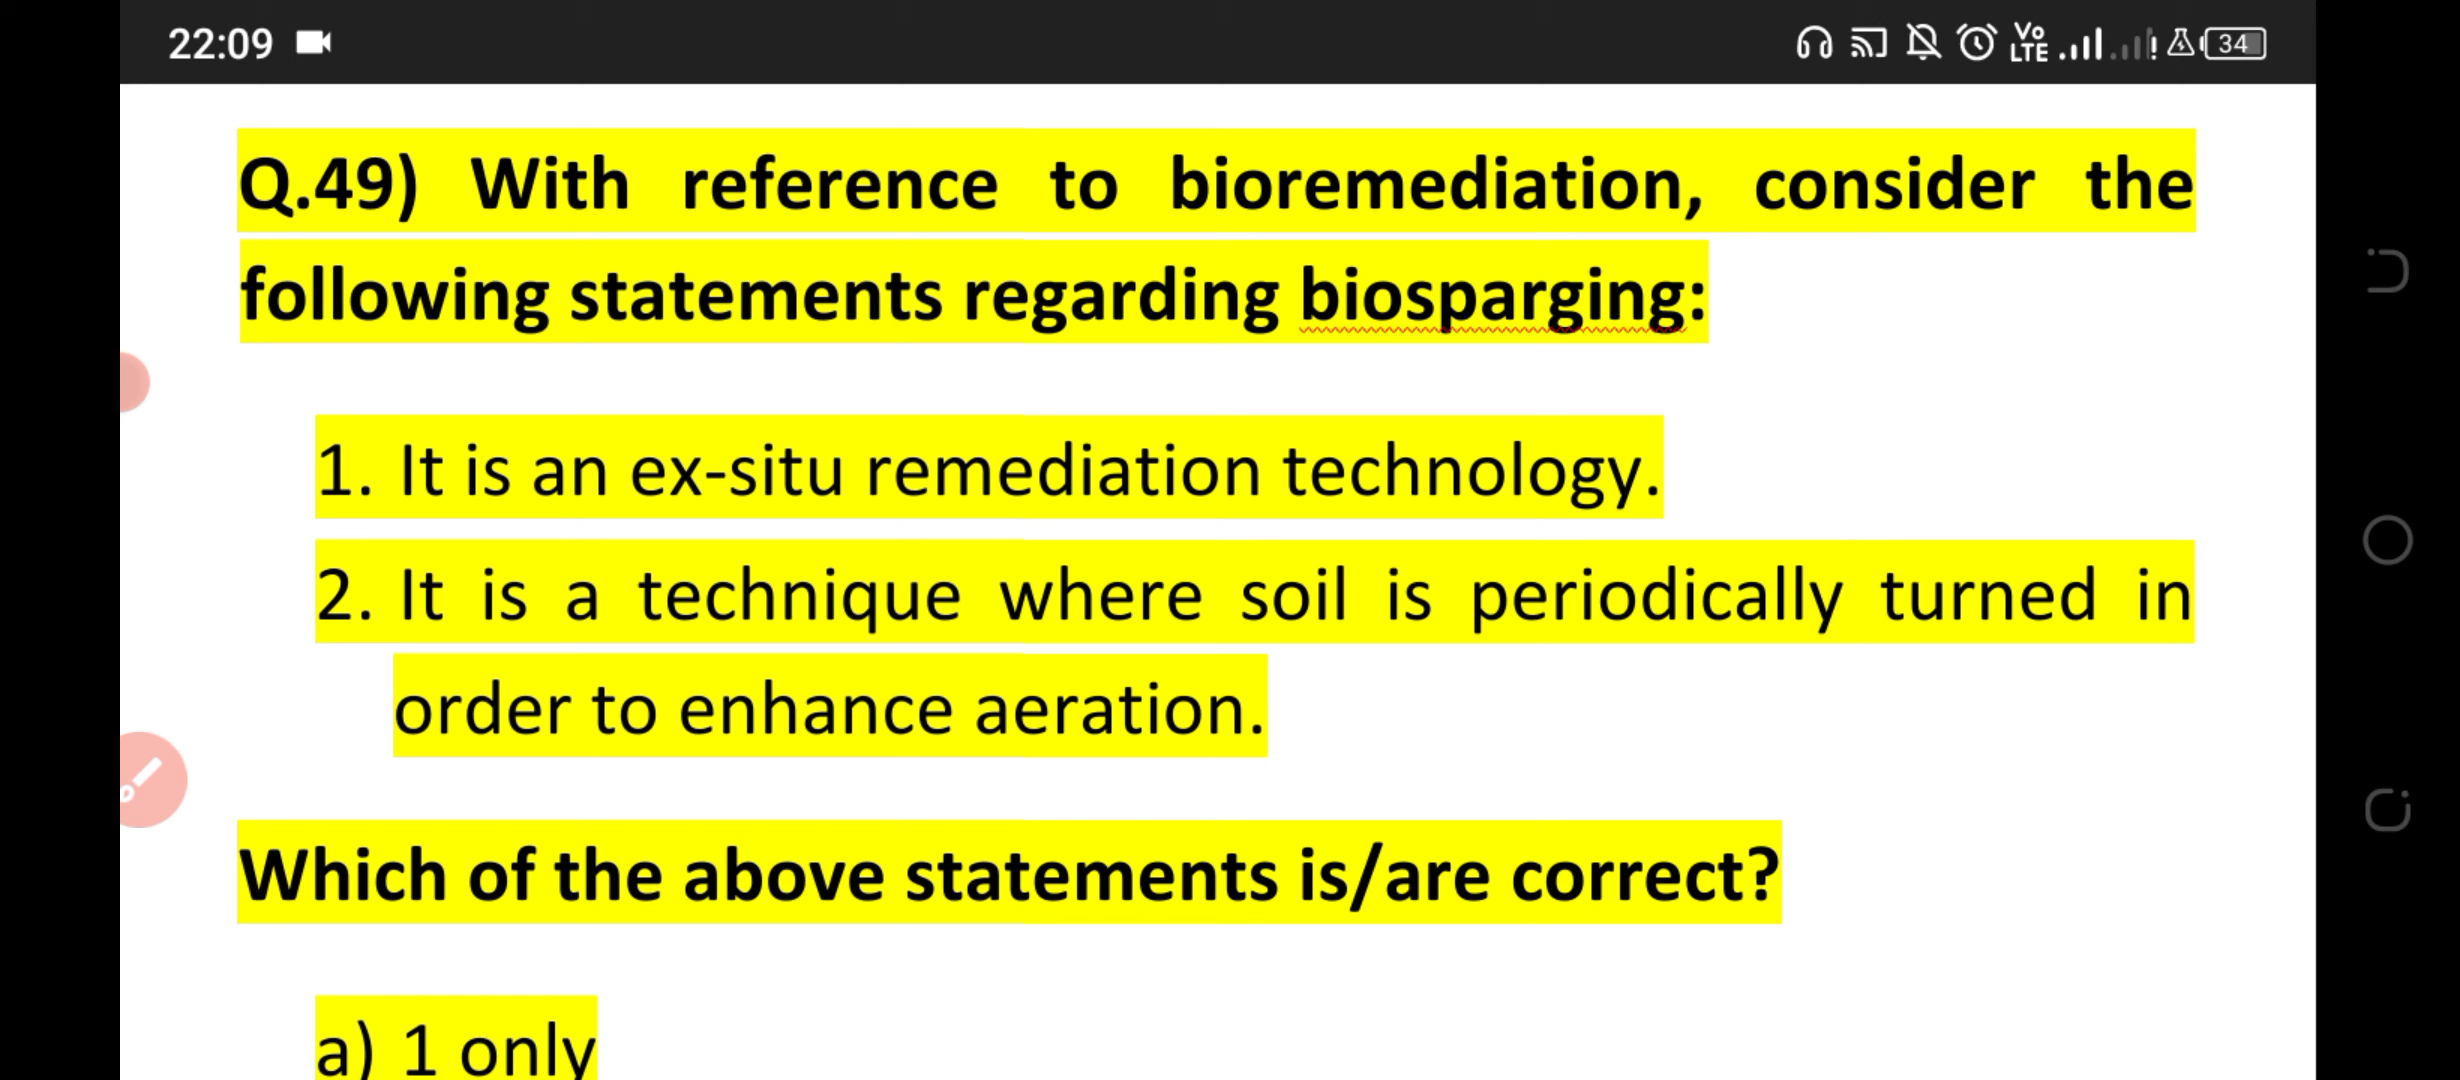 22:09
Vo
LTE
34
Q.49) With reference to bioremediation, consider the
following statements regarding biosparging:
1. It is an ex-situ remediation technology.
2. It is a technique where soil is periodically turned in
order to enhance aeration.
Which of the above statements is/are correct?
a) 1 only